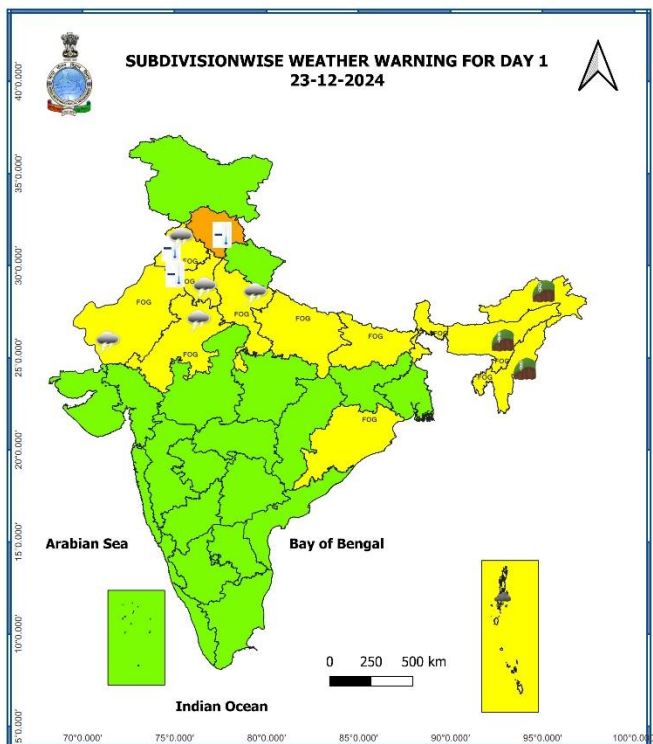 SUBDIVISIONWISE WEATHER WARNING FOR DAY 1
23-12-2024
40°0.000'
35°0.000'
30°0.000'
25°0.000'
20°0.000'
15°0.000'
10°0.000'
5°0.000'
FOG
FOG
FOG
FOG
FOG
FOG
FOG
FOG
FOG
FOG
FOG
FOG
Arabian Sea
Bay of Bengal
0 250 500 km
Indian Ocean
70°0.000' 75°0.000' 80°0.000' 85°0.000' 90°0.000' 95°0.000' 100°0.000'